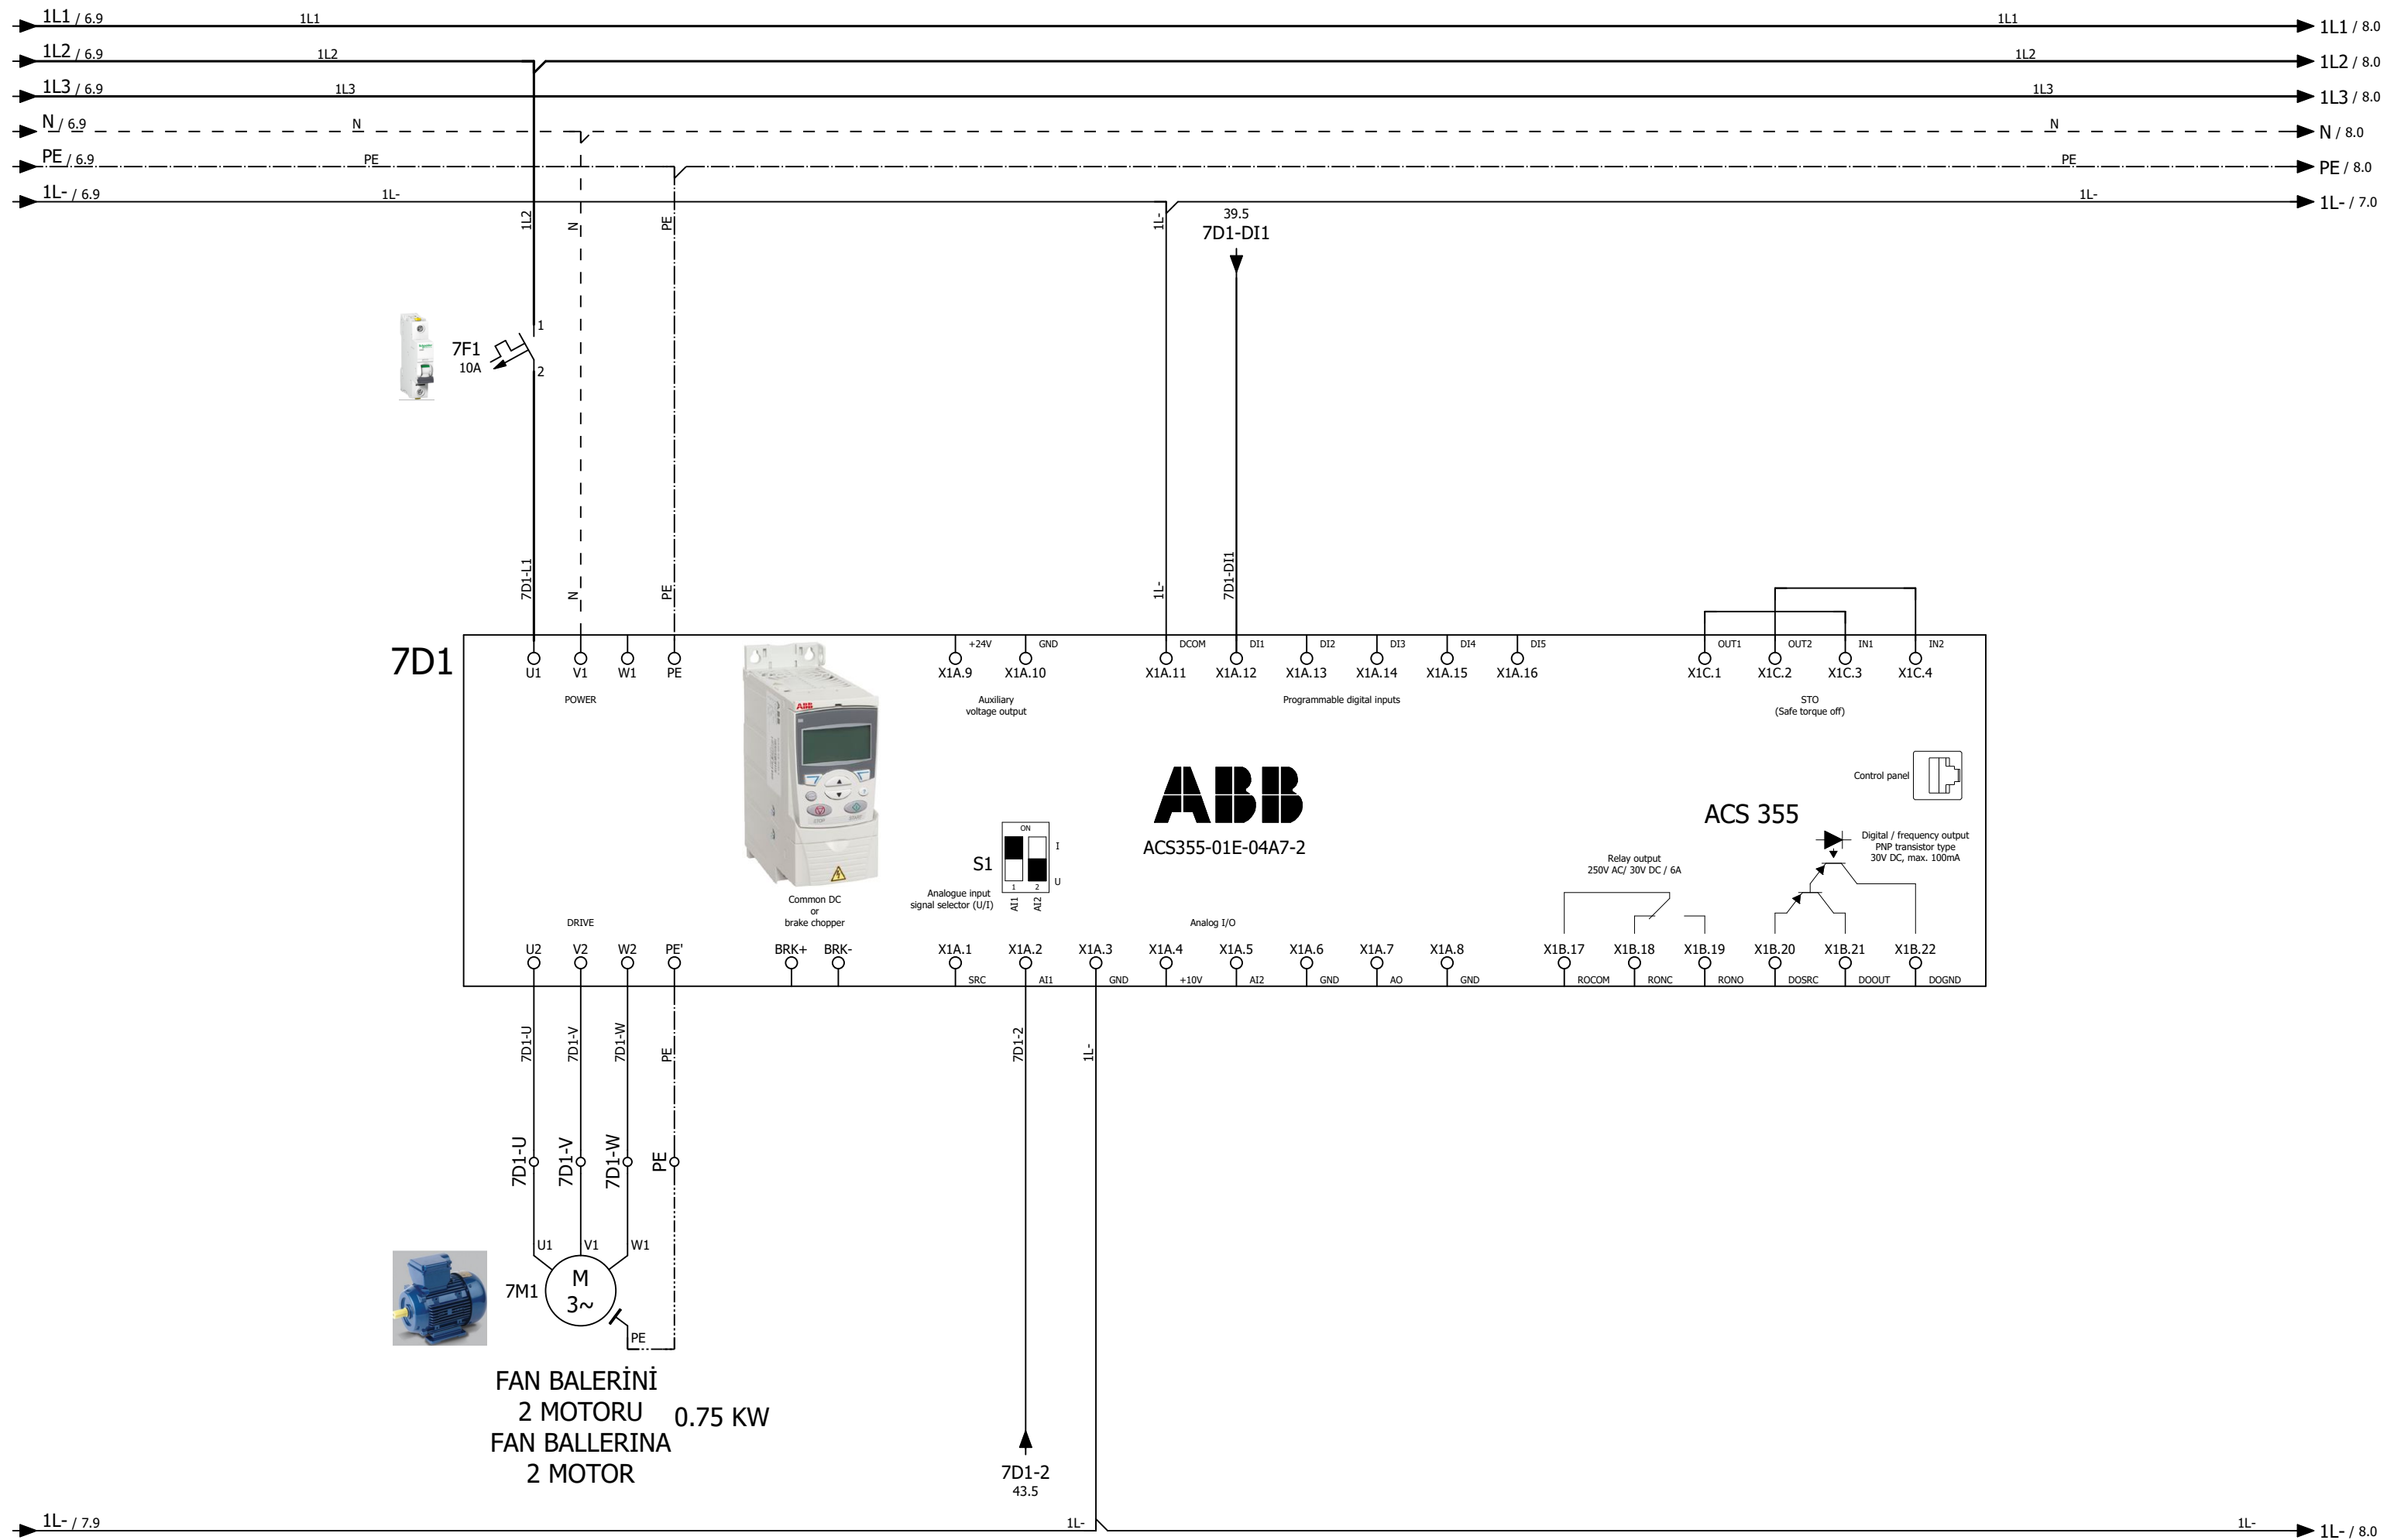 1L1 / 6.9 1L1 1L1 1L1 / 8.0
1L2 / 6.9 1L2 1L2 1L2 / 8.0
1L3 / 6.9 1L3 1L3 1L3 / 8.0
N / 6.9 N N N / 8.0
PE / 6.9 PE PE PE / 8.0
1L- / 6.9 1L- 1L- 1L- / 7.0
1L2 N PE 1L-
39.5
7D1-DI1
1
7F1
10A
2
7D1-L1 N PE 1L- 7D1-DI1
7D1
+24V GND DCOM DI1 DI2 DI3 DI4 DI5 OUT1 OUT2 IN1 IN2
U1 V1 W1 PE X1A.9 X1A.10 X1A.11 X1A.12 X1A.13 X1A.14 X1A.15 X1A.16 X1C.1 X1C.2 X1C.3 X1C.4
POWER
Auxiliary
voltage output
Programmable digital inputs
STO
(Safe torque off)
ABB
STOP START
Control panel
ABB
ACS355-01E-04A7-2
ACS 355
ON
S1
I
U
1 2
AI1 AI2
Analogue input
signal selector (U/I)
Digital / frequency output
PNP transistor type
30V DC, max. 100mA
Relay output
250V AC/ 30V DC / 6A
Common DC
or
brake chopper
DRIVE
Analog I/O
U2 V2 W2 PE' BRK+ BRK- X1A.1 X1A.2 X1A.3 X1A.4 X1A.5 X1A.6 X1A.7 X1A.8 X1B.17 X1B.18 X1B.19 X1B.20 X1B.21 X1B.22
SRC AI1 GND +10V AI2 GND AO GND ROCOM RONC RONO DOSRC DOOUT DOGND
7D1-U 7D1-V 7D1-W PE 7D1-2 1L-
7D1-U 7D1-V 7D1-W PE
U1 V1 W1
7M1
M
3~
PE
FAN BALERİNİ
2 MOTORU
FAN BALLERINA
2 MOTOR
0.75 KW
7D1-2
43.5
1L- / 7.9 1L- 1L- 1L- / 8.0